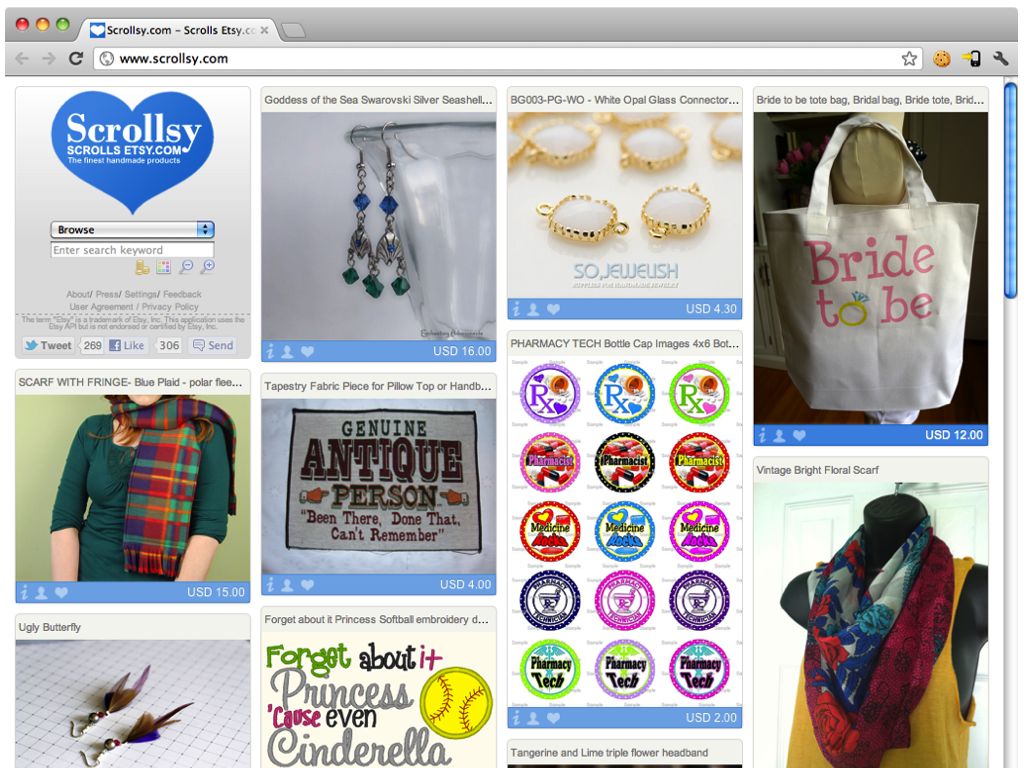 Scrollsy.com – Scrolls Etsy.co
www.scrollsy.com
Scrollsy
SCROLLS ETSY.COM
The finest handmade products
Browse
Enter search keyword
About/ Press/ Settings/ Feedback
User Agreement / Privacy Policy
The term "Etsy" is a trademark of Etsy, Inc. This application uses the
Etsy API but is not endorsed or certified by Etsy, Inc.
Tweet 269 Like 306 Send
SCARF WITH FRINGE- Blue Plaid - polar flee...
USD 15.00
Ugly Butterfly
Goddess of the Sea Swarovski Silver Seashell...
USD 16.00
Tapestry Fabric Piece for Pillow Top or Handb...
GENUINE
ANTIQUE
PERSON
"Been There, Done That,
Can't Remember"
USD 4.00
Forget about it Princess Softball embroidery d...
Forget about it
Princess
'Cause even
Cinderella
BG003-PG-WO - White Opal Glass Connector...
SO,JEWELISH
SUPPLIES FOR HANDMADE JEWELRY
USD 4.30
PHARMACY TECH Bottle Cap Images 4x6 Bot...
Rx Rx Rx
Pharmacist Pharmacist Pharmacist
Medicine Medicine Medicine
Rocks Rocks Rocks
PHARMACY PHARMACY PHARMACY
TECHNICIAN TECHNICIAN TECHNICIAN
Pharmacy Pharmacy Pharmacy
Tech Tech Tech
USD 2.00
Tangerine and Lime triple flower headband
Bride to be tote bag, Bridal bag, Bride tote, Brid...
Bride
to be
USD 12.00
Vintage Bright Floral Scarf